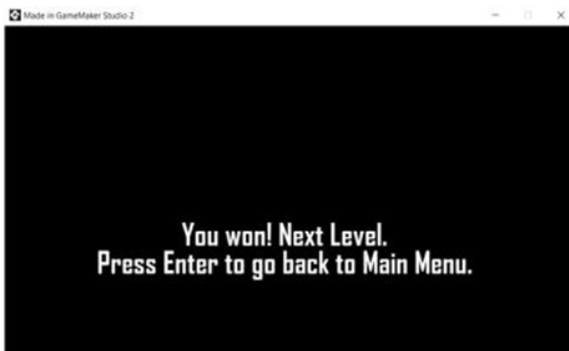 Made in GameMaker Studio 2
You won! Next Level.
Press Enter to go back to Main Menu.